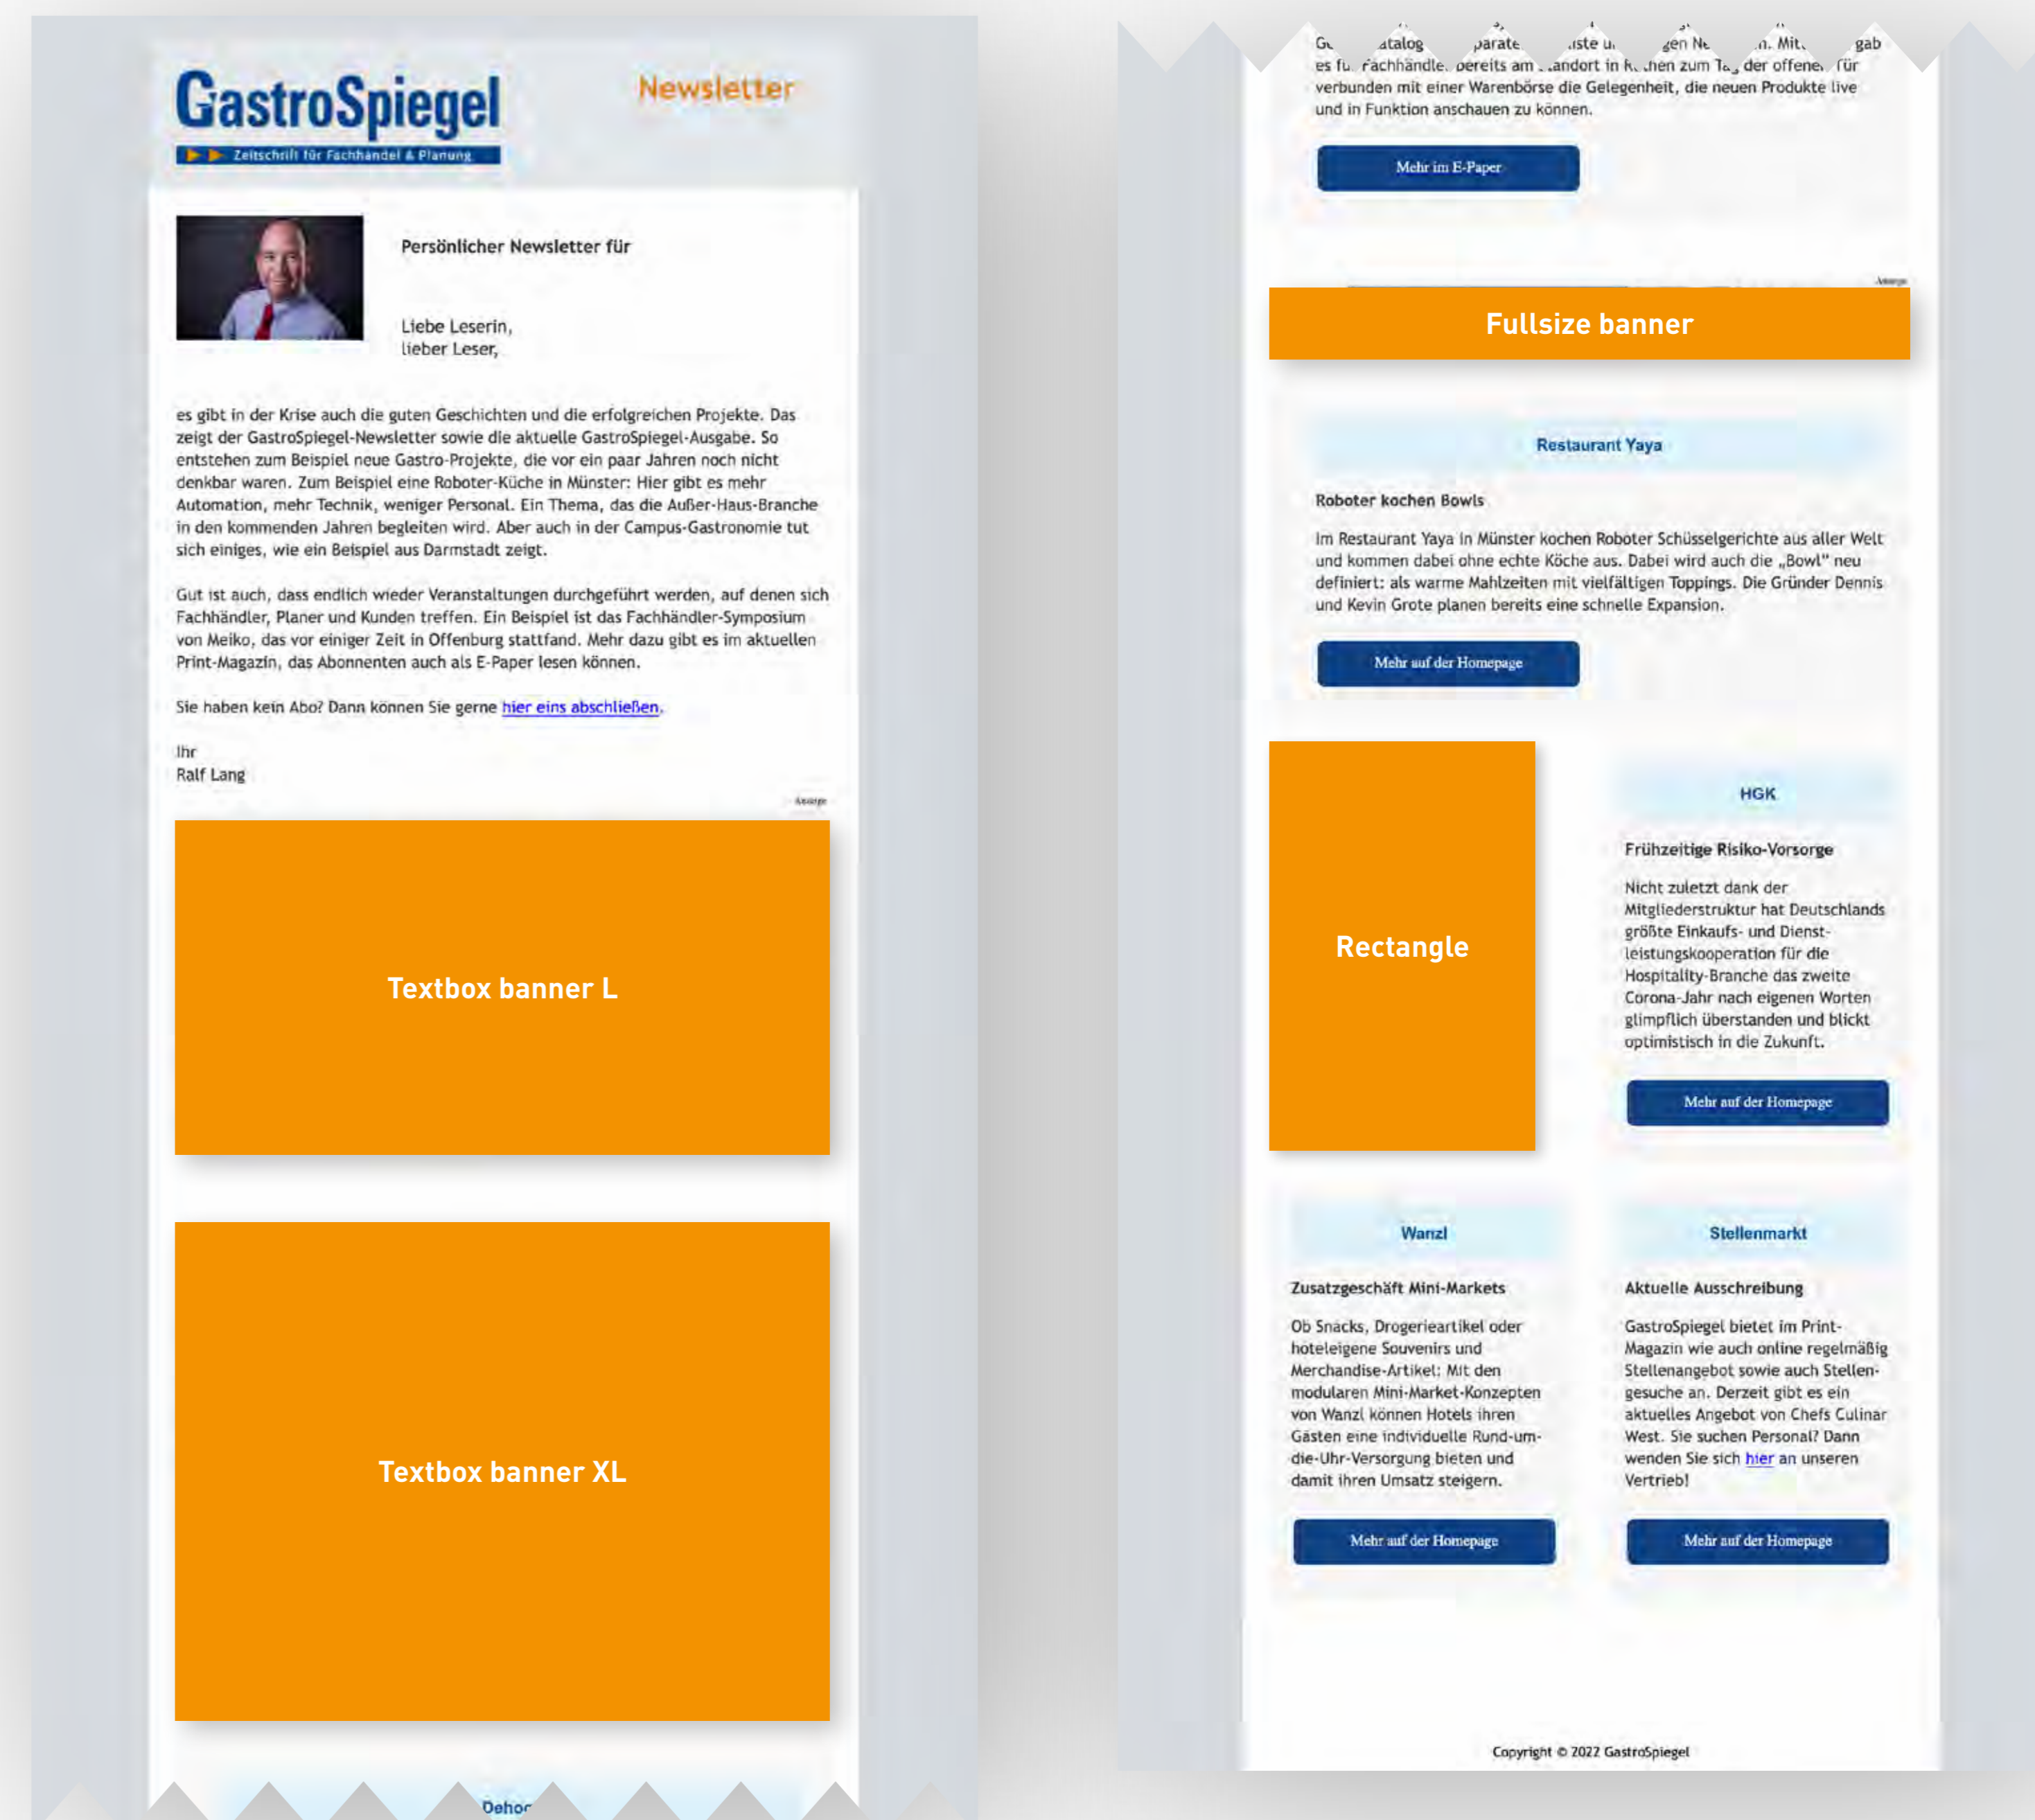 GastroSpiegel
Zeitschrift für Fachhandel & Planung
Newsletter
Persönlicher Newsletter für
Liebe Leserin,
lieber Leser,
es gibt in der Krise auch die guten Geschichten und die erfolgreichen Projekte. Das
zeigt der GastroSpiegel-Newsletter sowie die aktuelle GastroSpiegel-Ausgabe. So
entstehen zum Beispiel neue Gastro-Projekte, die vor ein paar Jahren noch nicht
denkbar waren. Zum Beispiel eine Roboter-Küche in Münster: Hier gibt es mehr
Automation, mehr Technik, weniger Personal. Ein Thema, das die Außer-Haus-Branche
in den kommenden Jahren begleiten wird. Aber auch in der Campus-Gastronomie tut
sich einiges, wie ein Beispiel aus Darmstadt zeigt.
Gut ist auch, dass endlich wieder Veranstaltungen durchgeführt werden, auf denen sich
Fachhändler, Planer und Kunden treffen. Ein Beispiel ist das Fachhändler-Symposium
von Meiko, das vor einiger Zeit in Offenburg stattfand. Mehr dazu gibt es im aktuellen
Print-Magazin, das Abonnenten auch als E-Paper lesen können.
Sie haben kein Abo? Dann können Sie gerne hier eins abschließen.
Ihr
Ralf Lang
Anzeige
Textbox banner L
Textbox banner XL
es Fachhändler bereits am in zum der offenen Tür
verbunden mit einer Warenbörse die Gelegenheit, die neuen Produkte live
und in Funktion anschauen zu können.
Mehr im E-Paper
Anzeige
Fullsize banner
Restaurant Yaya
Roboter kochen Bowls
Im Restaurant Yaya in Münster kochen Roboter Schüsselgerichte aus aller Welt
und kommen dabei ohne echte Köche aus. Dabei wird auch die „Bowl“ neu
definiert: als warme Mahlzeiten mit vielfältigen Toppings. Die Gründer Dennis
und Kevin Grote planen bereits eine schnelle Expansion.
Mehr auf der Homepage
Rectangle
HGK
Frühzeitige Risiko-Vorsorge
Nicht zuletzt dank der
Mitgliederstruktur hat Deutschlands
größte Einkaufs- und Dienst-
leistungskooperation für die
Hospitality-Branche das zweite
Corona-Jahr nach eigenen Worten
glimpflich überstanden und blickt
optimistisch in die Zukunft.
Mehr auf der Homepage
Wanzl
Zusatzgeschäft Mini-Markets
Ob Snacks, Drogerieartikel oder
hoteleigene Souvenirs und
Merchandise-Artikel: Mit den
modularen Mini-Market-Konzepten
von Wanzl können Hotels ihren
Gästen eine individuelle Rund-um-
die-Uhr-Versorgung bieten und
damit ihren Umsatz steigern.
Mehr auf der Homepage
Stellenmarkt
Aktuelle Ausschreibung
GastroSpiegel bietet im Print-
Magazin wie auch online regelmäßig
Stellenangebot sowie auch Stellen-
gesuche an. Derzeit gibt es ein
aktuelles Angebot von Chefs Culinar
West. Sie suchen Personal? Dann
wenden Sie sich hier an unseren
Vertrieb!
Mehr auf der Homepage
Copyright © 2022 GastroSpiegel